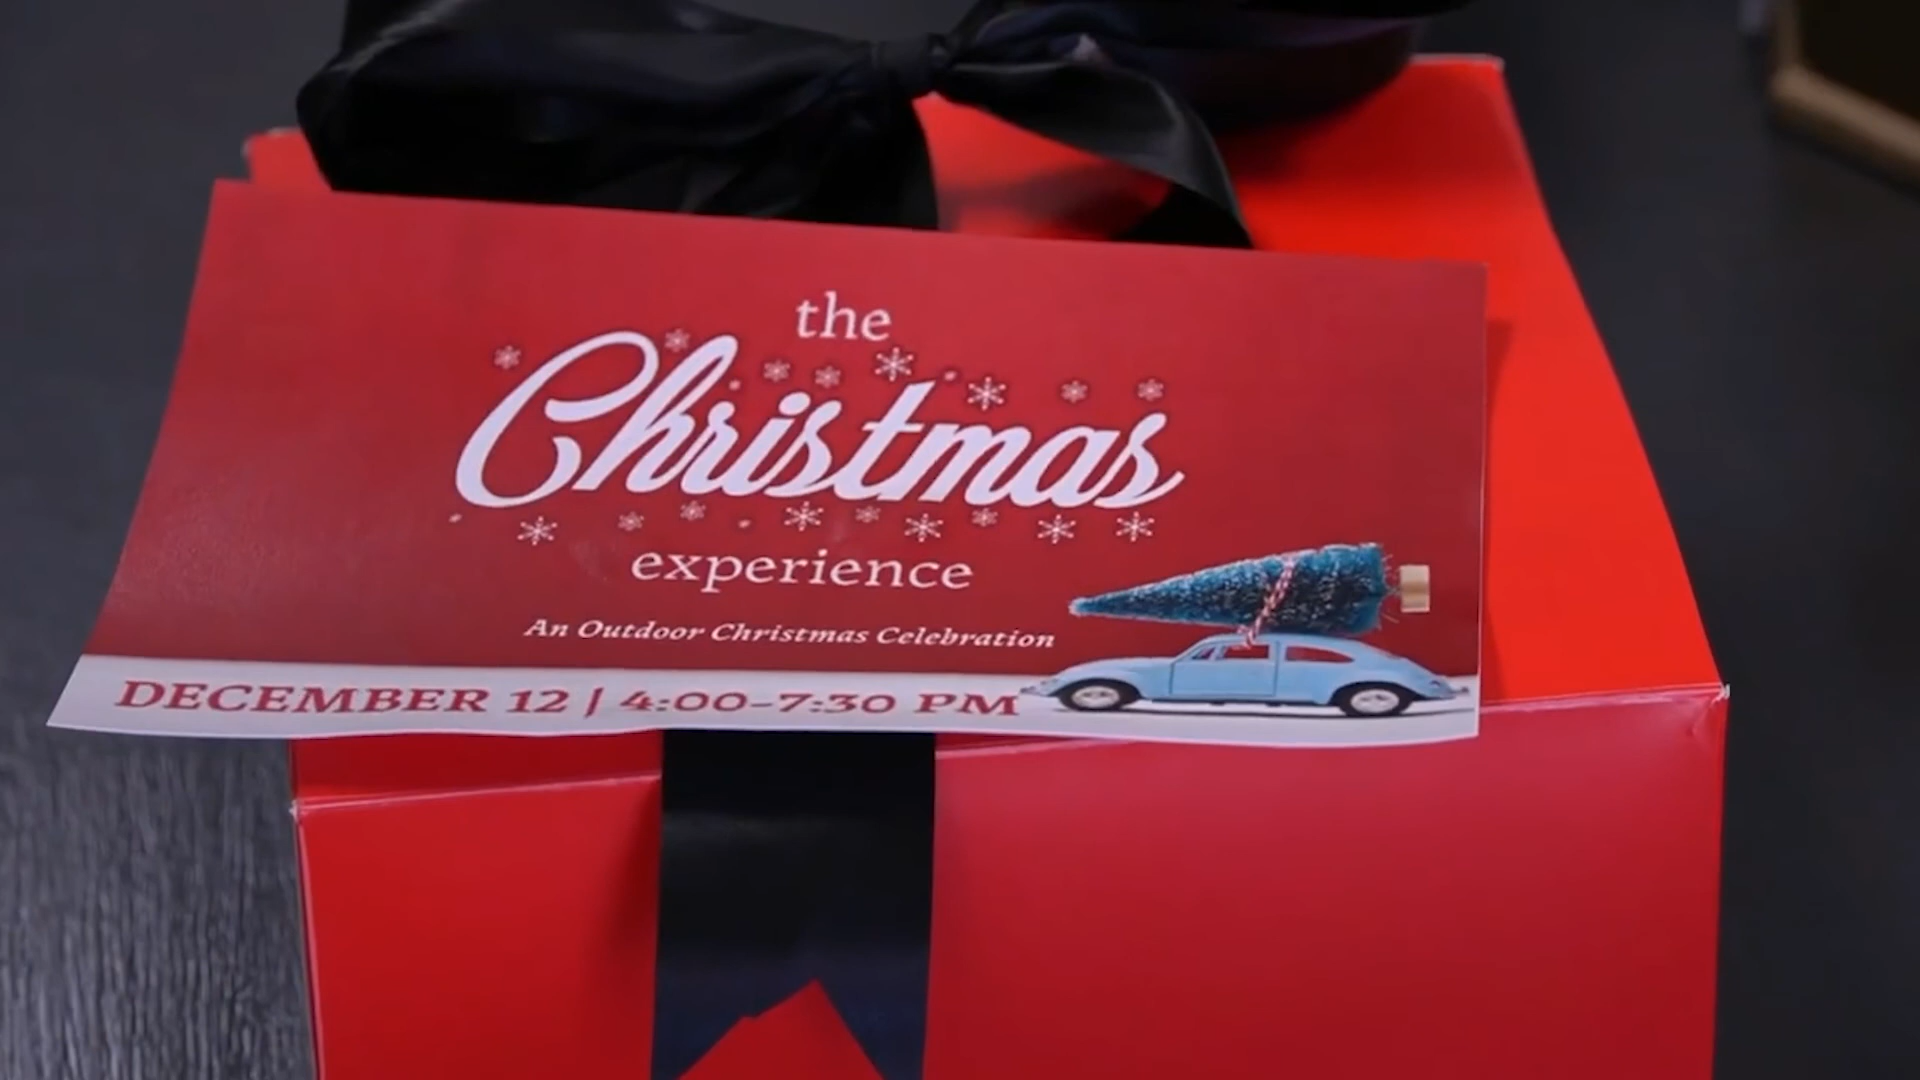 the
Christmas
experience
An Outdoor Christmas Celebration
DECEMBER 12 | 4:00-7:30 PM